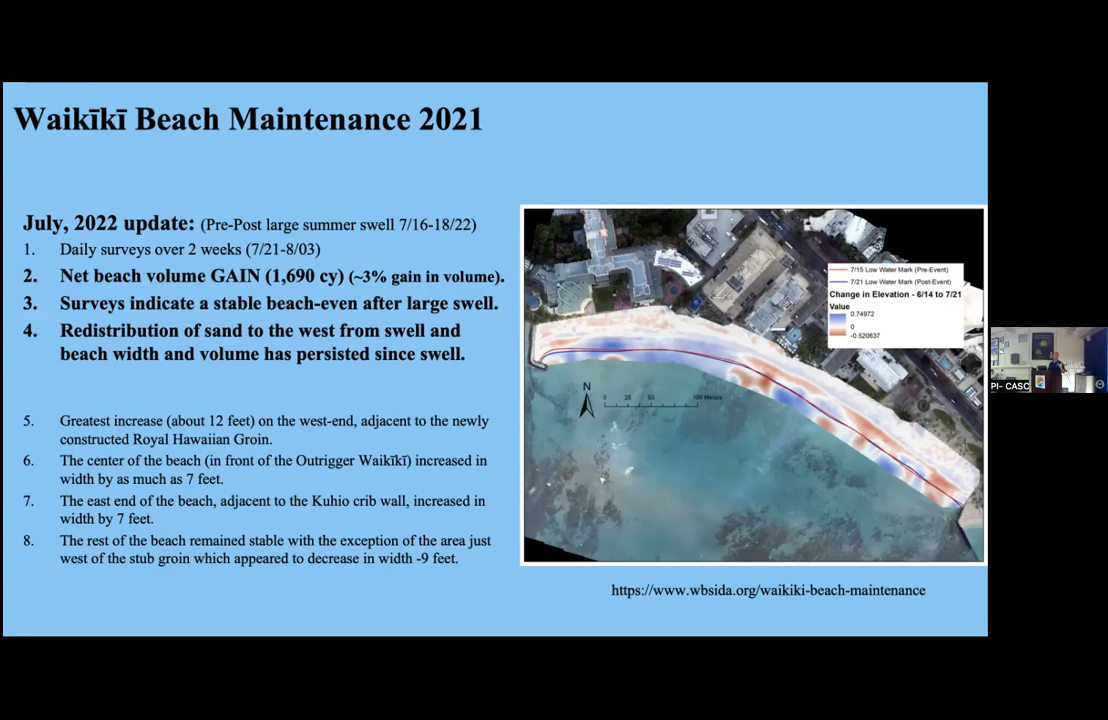 Waikīkī Beach Maintenance 2021
July, 2022 update: (Pre-Post large summer swell 7/16-18/22)
1. Daily surveys over 2 weeks (7/21-8/03)
2. Net beach volume GAIN (1,690 cy) (~3% gain in volume).
3. Surveys indicate a stable beach-even after large swell.
4. Redistribution of sand to the west from swell and
beach width and volume has persisted since swell.
5. Greatest increase (about 12 feet) on the west-end, adjacent to the newly
constructed Royal Hawaiian Groin.
6. The center of the beach (in front of the Outrigger Waikīkī) increased in
width by as much as 7 feet.
7. The east end of the beach, adjacent to the Kuhio crib wall, increased in
width by 7 feet.
8. The rest of the beach remained stable with the exception of the area just
west of the stub groin which appeared to decrease in width -9 feet.
7/15 Low Water Mark (Pre-Event)
7/21 Low Water Mark (Post-Event)
Change in Elevation - 6/14 to 7/21
Value
0.74972
0
-0.520637
N
0 25 50 100 Meters
https://www.wbsida.org/waikiki-beach-maintenance
PI- CASC